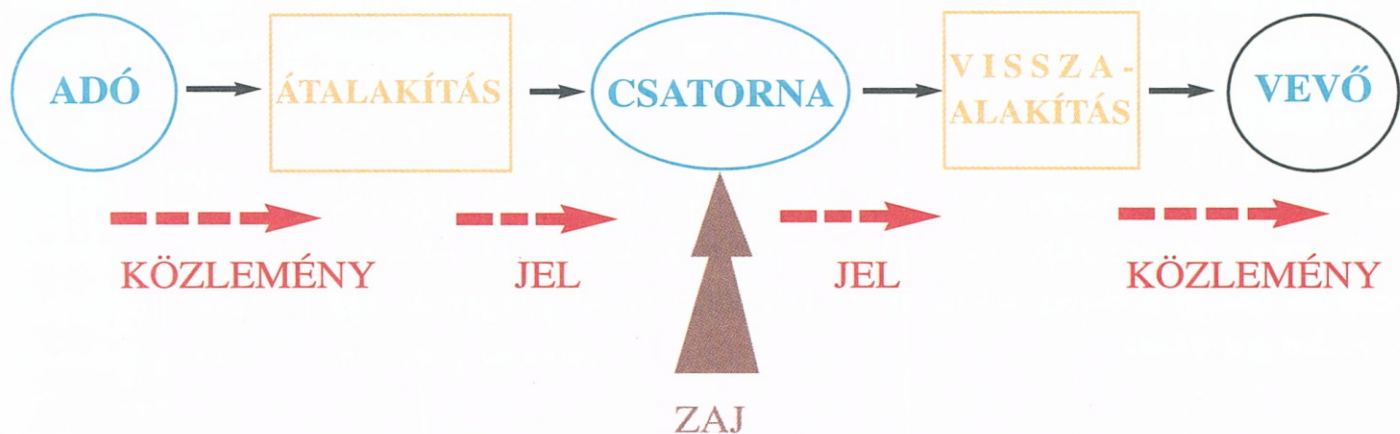 ADÓ
ÁTALAKÍTÁS
CSATORNA
VISSZA-
ALAKÍTÁS
VEVŐ
KÖZLEMÉNY
JEL
JEL
KÖZLEMÉNY
ZAJ